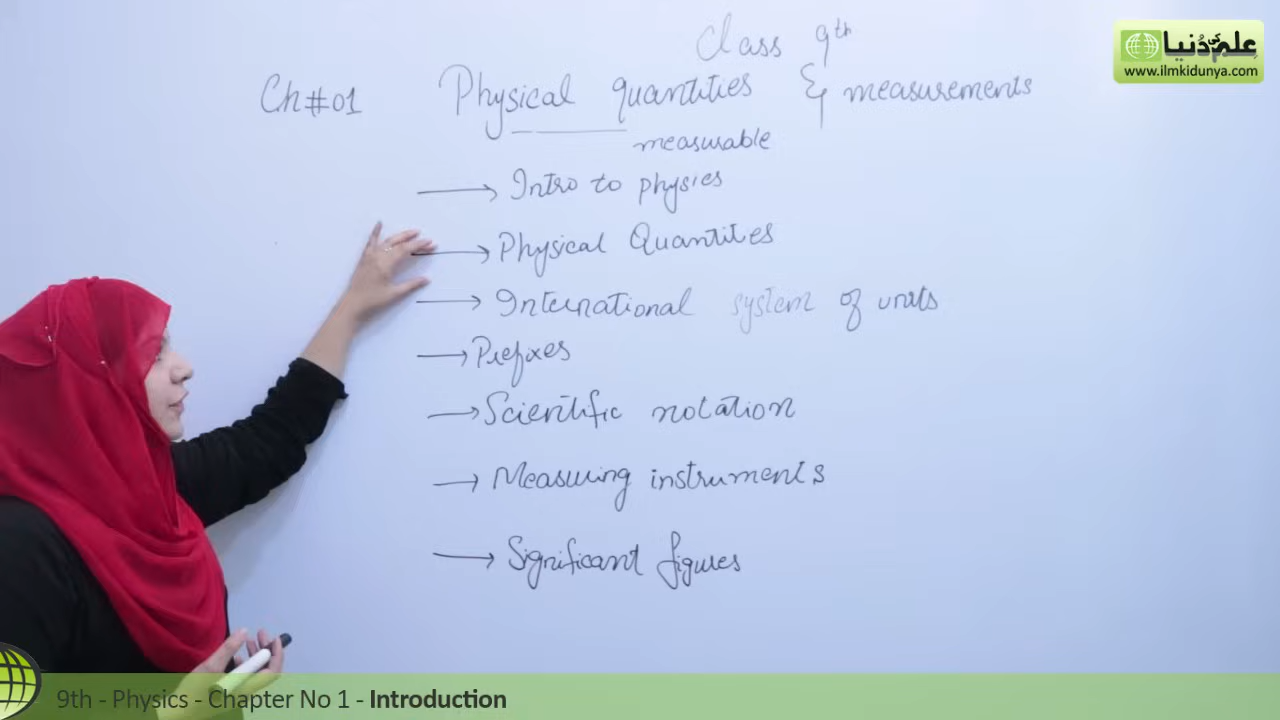 Class 9th
Ch#01 Physical quantities & measurements
measurable
→ Intro to physics
→ Physical Quantites
→ International system of units
→ Prefixes
→ Scientific notation
→ Measuring instruments
→ Significant figures
علم کی دنیا
www.ilmkidunya.com
9th - Physics - Chapter No 1 - Introduction